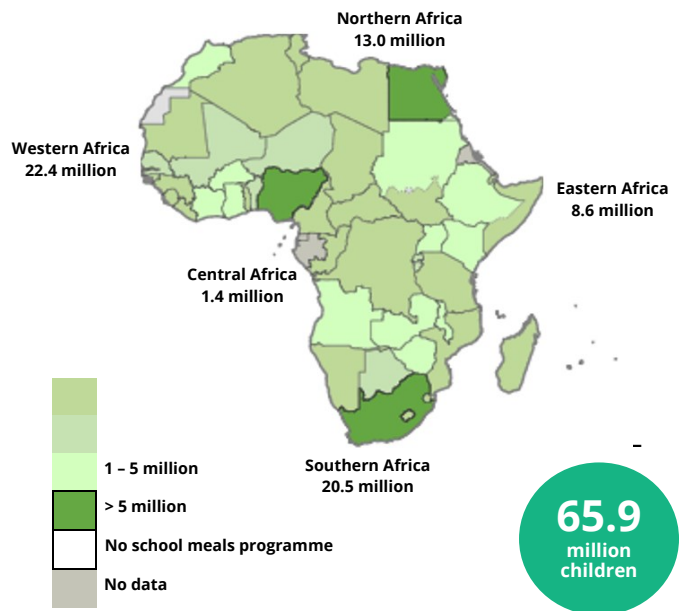 Northern Africa
13.0 million
Western Africa
22.4 million
Eastern Africa
8.6 million
Central Africa
1.4 million
Southern Africa
20.5 million
1 – 5 million
> 5 million
No school meals programme
No data
–
65.9
million
children